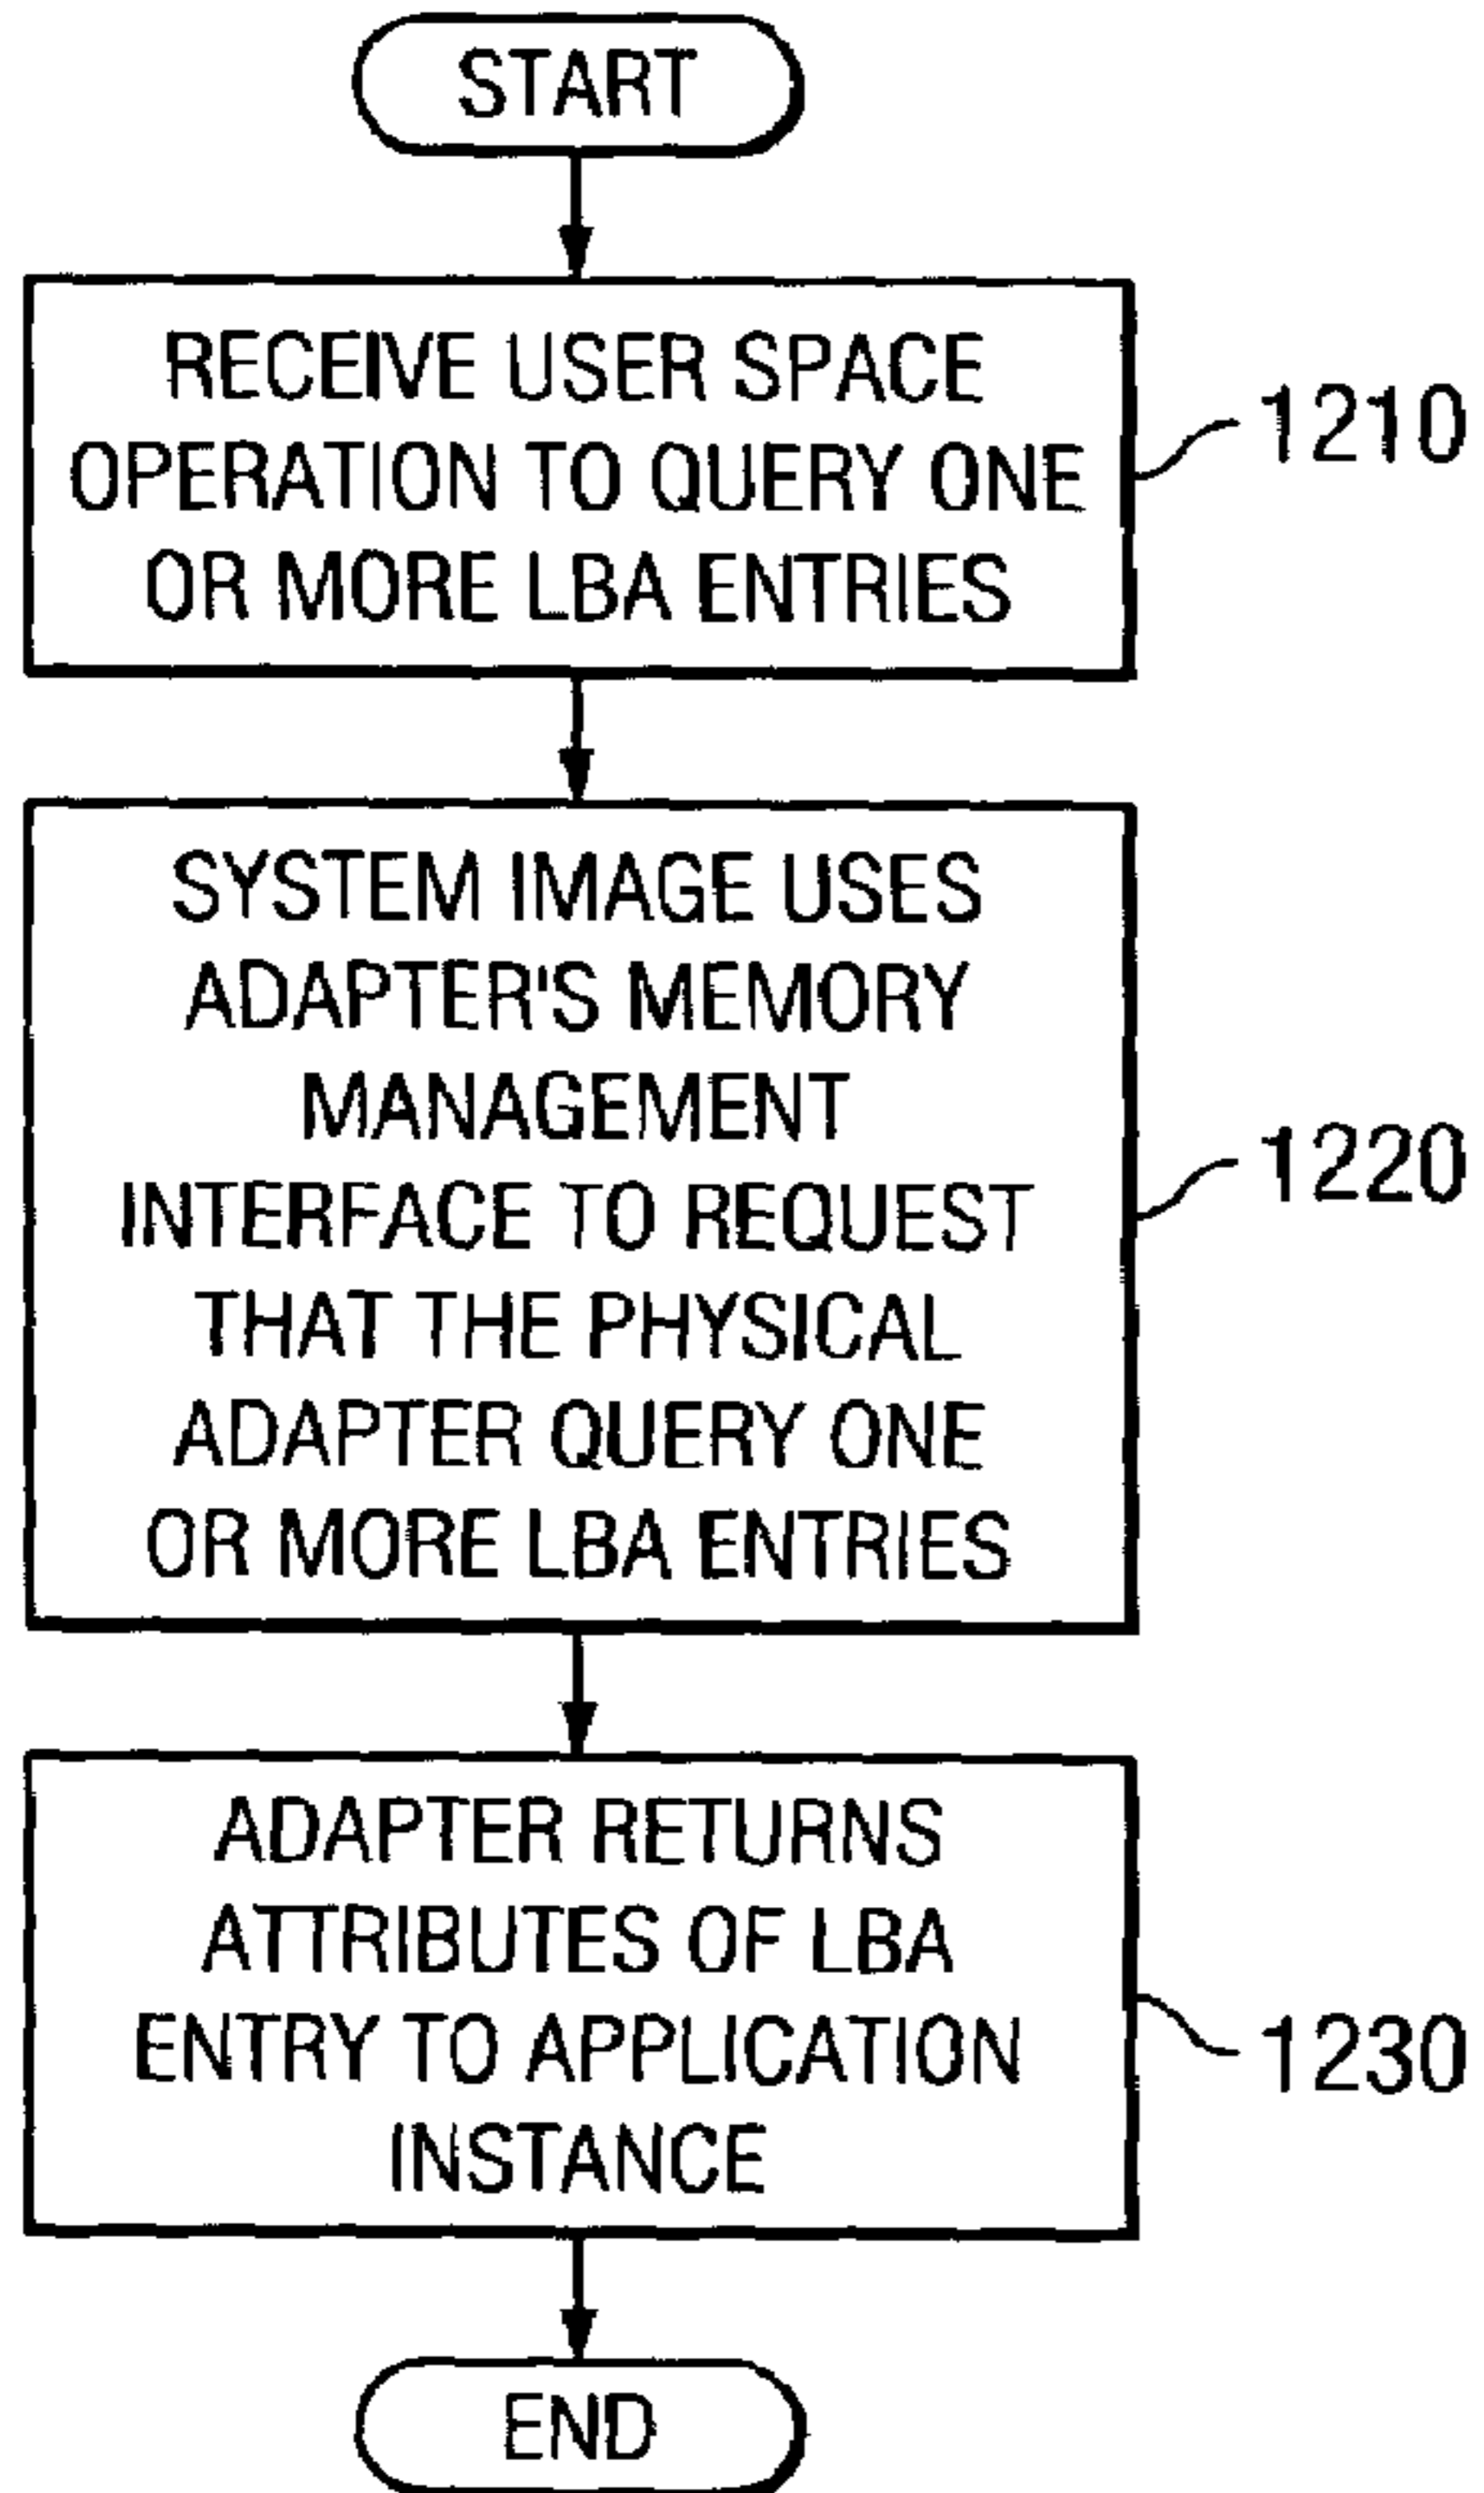 START
RECEIVE USER SPACE
OPERATION TO QUERY ONE
OR MORE LBA ENTRIES
1210
SYSTEM IMAGE USES
ADAPTER'S MEMORY
MANAGEMENT
INTERFACE TO REQUEST
THAT THE PHYSICAL
ADAPTER QUERY ONE
OR MORE LBA ENTRIES
1220
ADAPTER RETURNS
ATTRIBUTES OF LBA
ENTRY TO APPLICATION
INSTANCE
1230
END